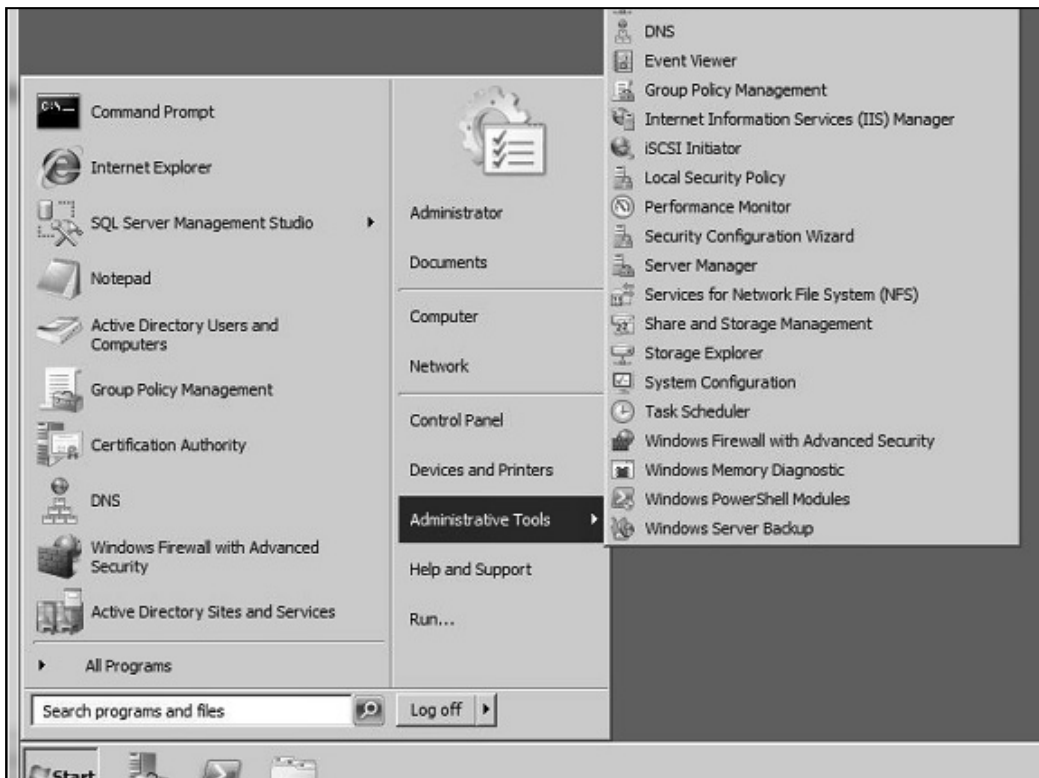 Command Prompt
Internet Explorer
SQL Server Management Studio
Notepad
Active Directory Users and
Computers
Group Policy Management
Certification Authority
DNS
Windows Firewall with Advanced
Security
Active Directory Sites and Services
All Programs
Search programs and files
Administrator
Documents
Computer
Network
Control Panel
Devices and Printers
Administrative Tools
Help and Support
Run...
Log off
DNS
Event Viewer
Group Policy Management
Internet Information Services (IIS) Manager
iSCSI Initiator
Local Security Policy
Performance Monitor
Security Configuration Wizard
Server Manager
Services for Network File System (NFS)
Share and Storage Management
Storage Explorer
System Configuration
Task Scheduler
Windows Firewall with Advanced Security
Windows Memory Diagnostic
Windows PowerShell Modules
Windows Server Backup
Start